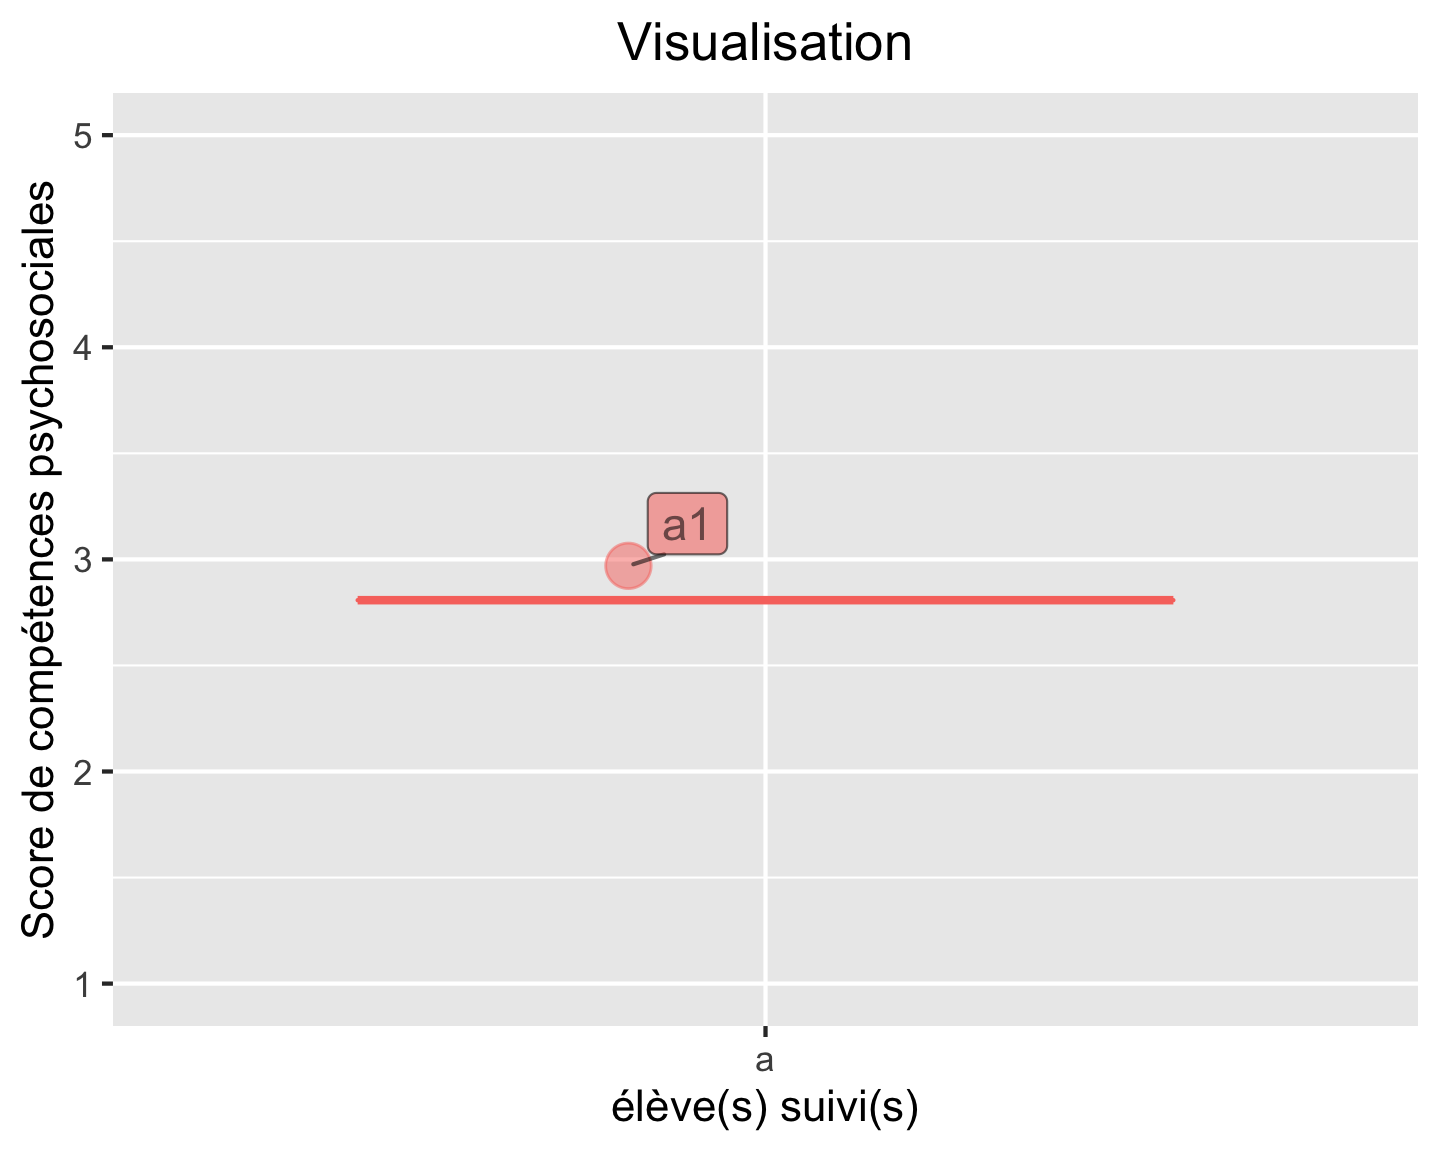 Visualisation
Score de compétences psychosociales
5
4
3
2
1
a1
a
élève(s) suivi(s)